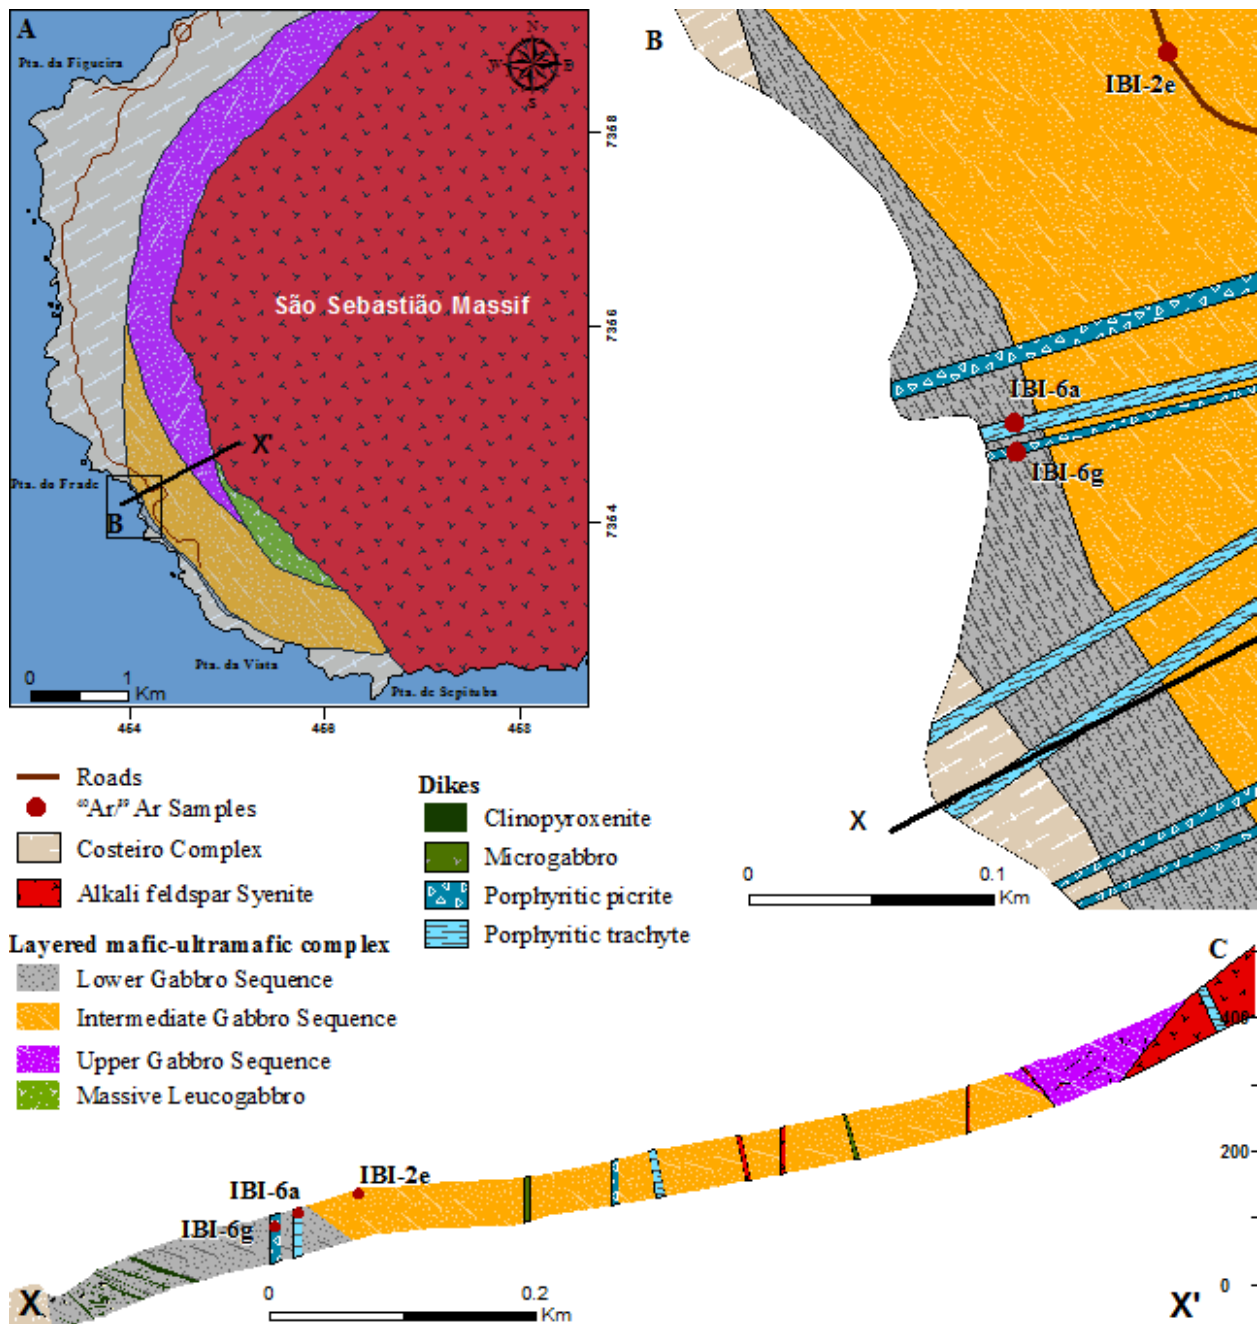 A
N
W
E
S
Pta. da Figueira
7368
São Sebastião Massif
7366
X'
Pta. do Frade
B
7364
Pta. da Vista
Pta. de Sepituba
0 1
Km
454 456 458
B
IBI-2e
IBI-6a
IBI-6g
X
0 0.1
Km
Roads
⁴⁰Ar/³⁹Ar Samples
Costeiro Complex
Alkali feldspar Syenite
Layered mafic-ultramafic complex
Lower Gabbro Sequence
Intermediate Gabbro Sequence
Upper Gabbro Sequence
Massive Leucogabbro
Dikes
Clinopyroxenite
Microgabbro
Porphyritic picrite
Porphyritic trachyte
C
400
200
0
IBI-2e
IBI-6a
IBI-6g
X
0 0.2
Km
X'